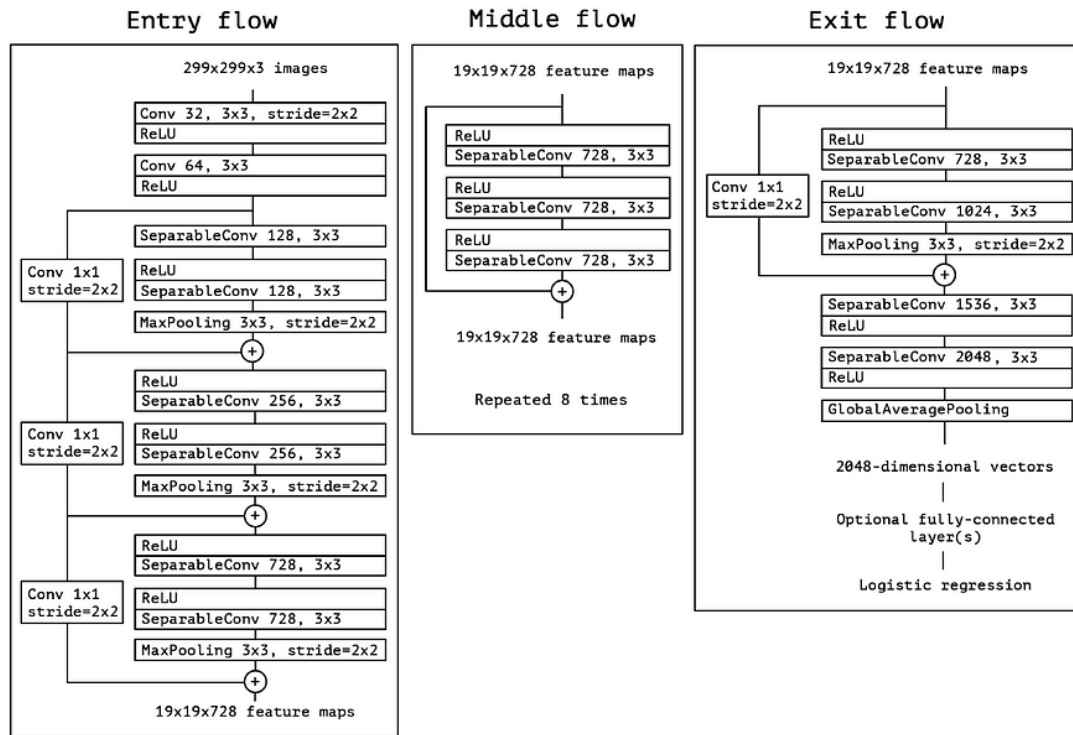 Entry flow
299x299x3 images
Conv 32, 3x3, stride=2x2
ReLU
Conv 64, 3x3
ReLU
SeparableConv 128, 3x3
Conv 1x1
stride=2x2
ReLU
SeparableConv 128, 3x3
MaxPooling 3x3, stride=2x2
+
ReLU
SeparableConv 256, 3x3
Conv 1x1
stride=2x2
ReLU
SeparableConv 256, 3x3
MaxPooling 3x3, stride=2x2
+
ReLU
SeparableConv 728, 3x3
Conv 1x1
stride=2x2
ReLU
SeparableConv 728, 3x3
MaxPooling 3x3, stride=2x2
+
19x19x728 feature maps
Middle flow
19x19x728 feature maps
ReLU
SeparableConv 728, 3x3
ReLU
SeparableConv 728, 3x3
ReLU
SeparableConv 728, 3x3
+
19x19x728 feature maps
Repeated 8 times
Exit flow
19x19x728 feature maps
ReLU
SeparableConv 728, 3x3
Conv 1x1
stride=2x2
ReLU
SeparableConv 1024, 3x3
MaxPooling 3x3, stride=2x2
+
SeparableConv 1536, 3x3
ReLU
SeparableConv 2048, 3x3
ReLU
GlobalAveragePooling
2048-dimensional vectors
Optional fully-connected
layer(s)
Logistic regression